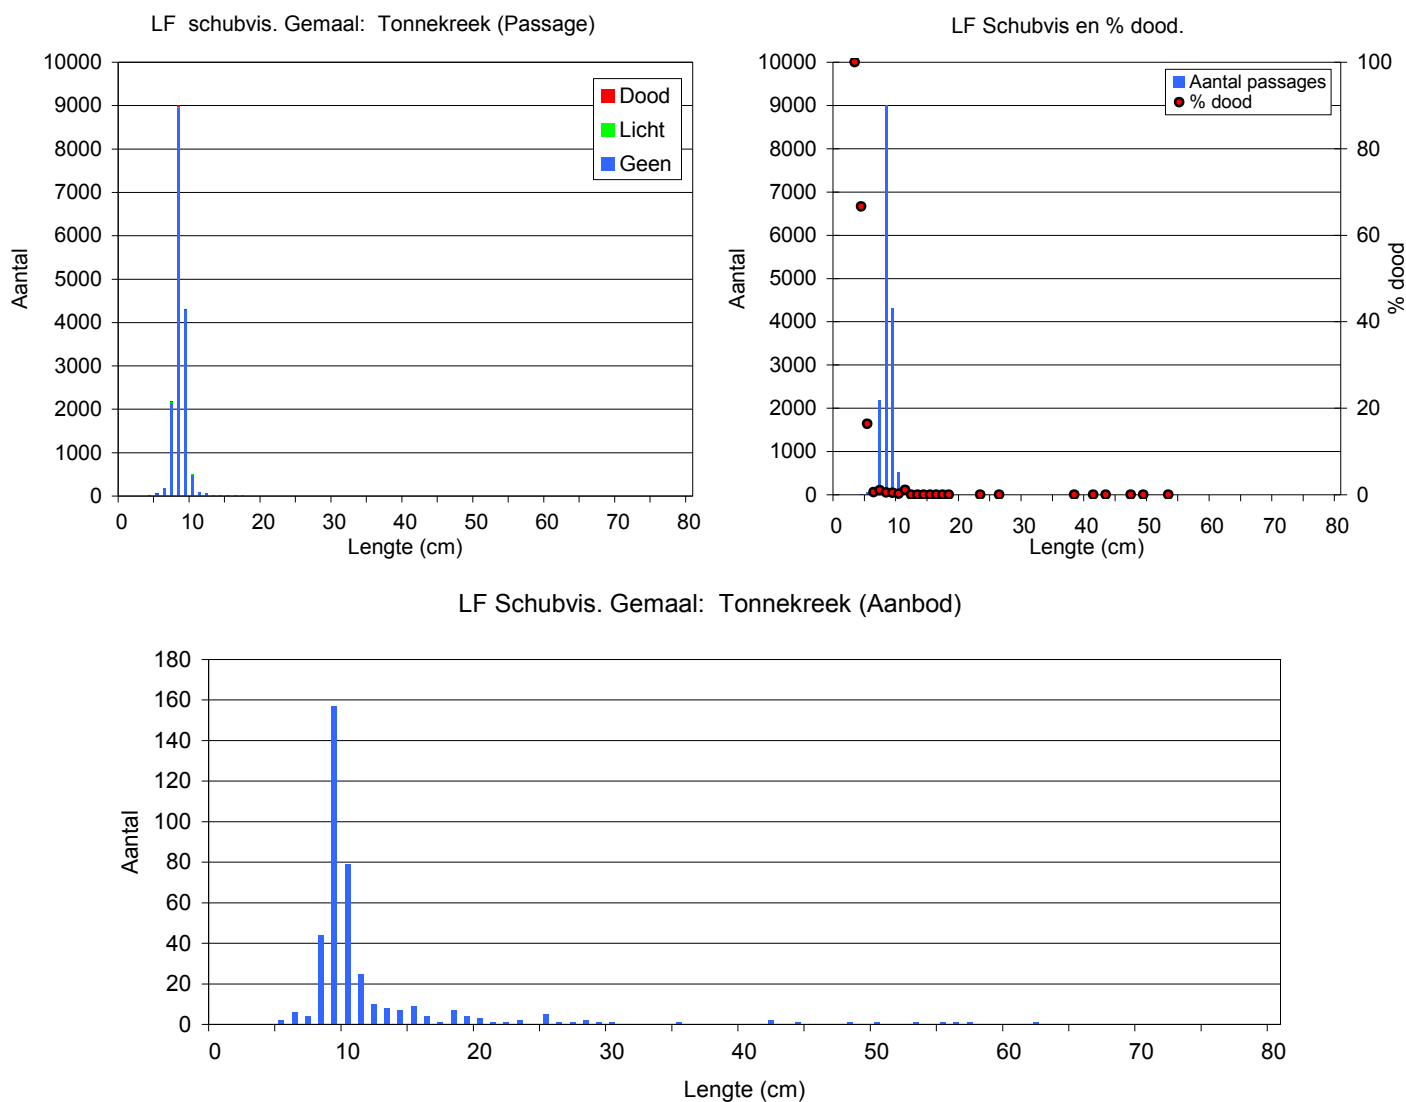 LF schubvis. Gemaal: Tonnekreek (Passage)
10000
9000
8000
7000
6000
5000
4000
3000
2000
1000
0
Aantal
Dood
Licht
Geen
0 10 20 30 40 50 60 70 80
Lengte (cm)
LF Schubvis en % dood.
10000
9000
8000
7000
6000
5000
4000
3000
2000
1000
0
Aantal
Aantal passages
% dood
100
80
60
40
20
0
% dood
0 10 20 30 40 50 60 70 80
Lengte (cm)
LF Schubvis. Gemaal: Tonnekreek (Aanbod)
180
160
140
120
100
80
60
40
20
0
Aantal
0 10 20 30 40 50 60 70 80
Lengte (cm)